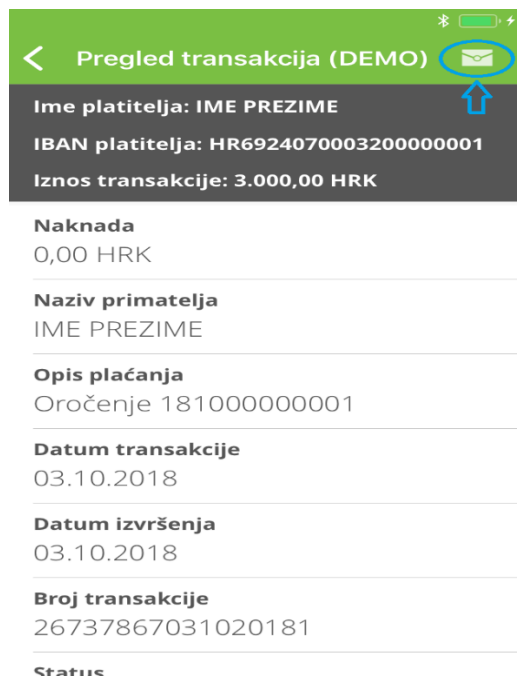 Pregled transakcija (DEMO)
Ime platitelja: IME PREZIME
IBAN platitelja: HR6924070003200000001
Iznos transakcije: 3.000,00 HRK
Naknada
0,00 HRK
Naziv primatelja
IME PREZIME
Opis plaćanja
Oročenje 181000000001
Datum transakcije
03.10.2018
Datum izvršenja
03.10.2018
Broj transakcije
26737867031020181
Status